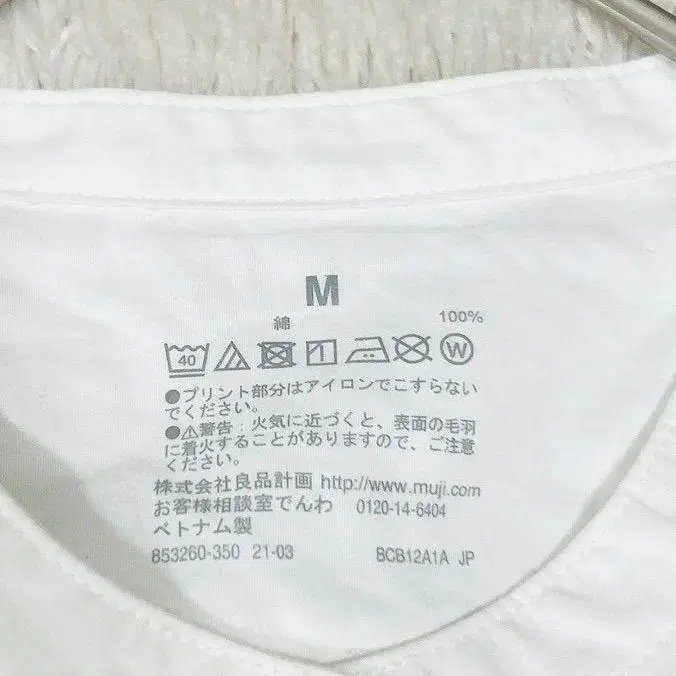 M
綿 100%
40 W
●プリント部分はアイロンでこすらない
でください。
●⚠警告：火気に近づくと、表面の毛羽
に着火することがありますので、ご注意
ください。
株式会社良品計画 http://www.muji.com
お客様相談室でんわ 0120-14-6404
ベトナム製
853260-350 21-03 BCB12A1A JP